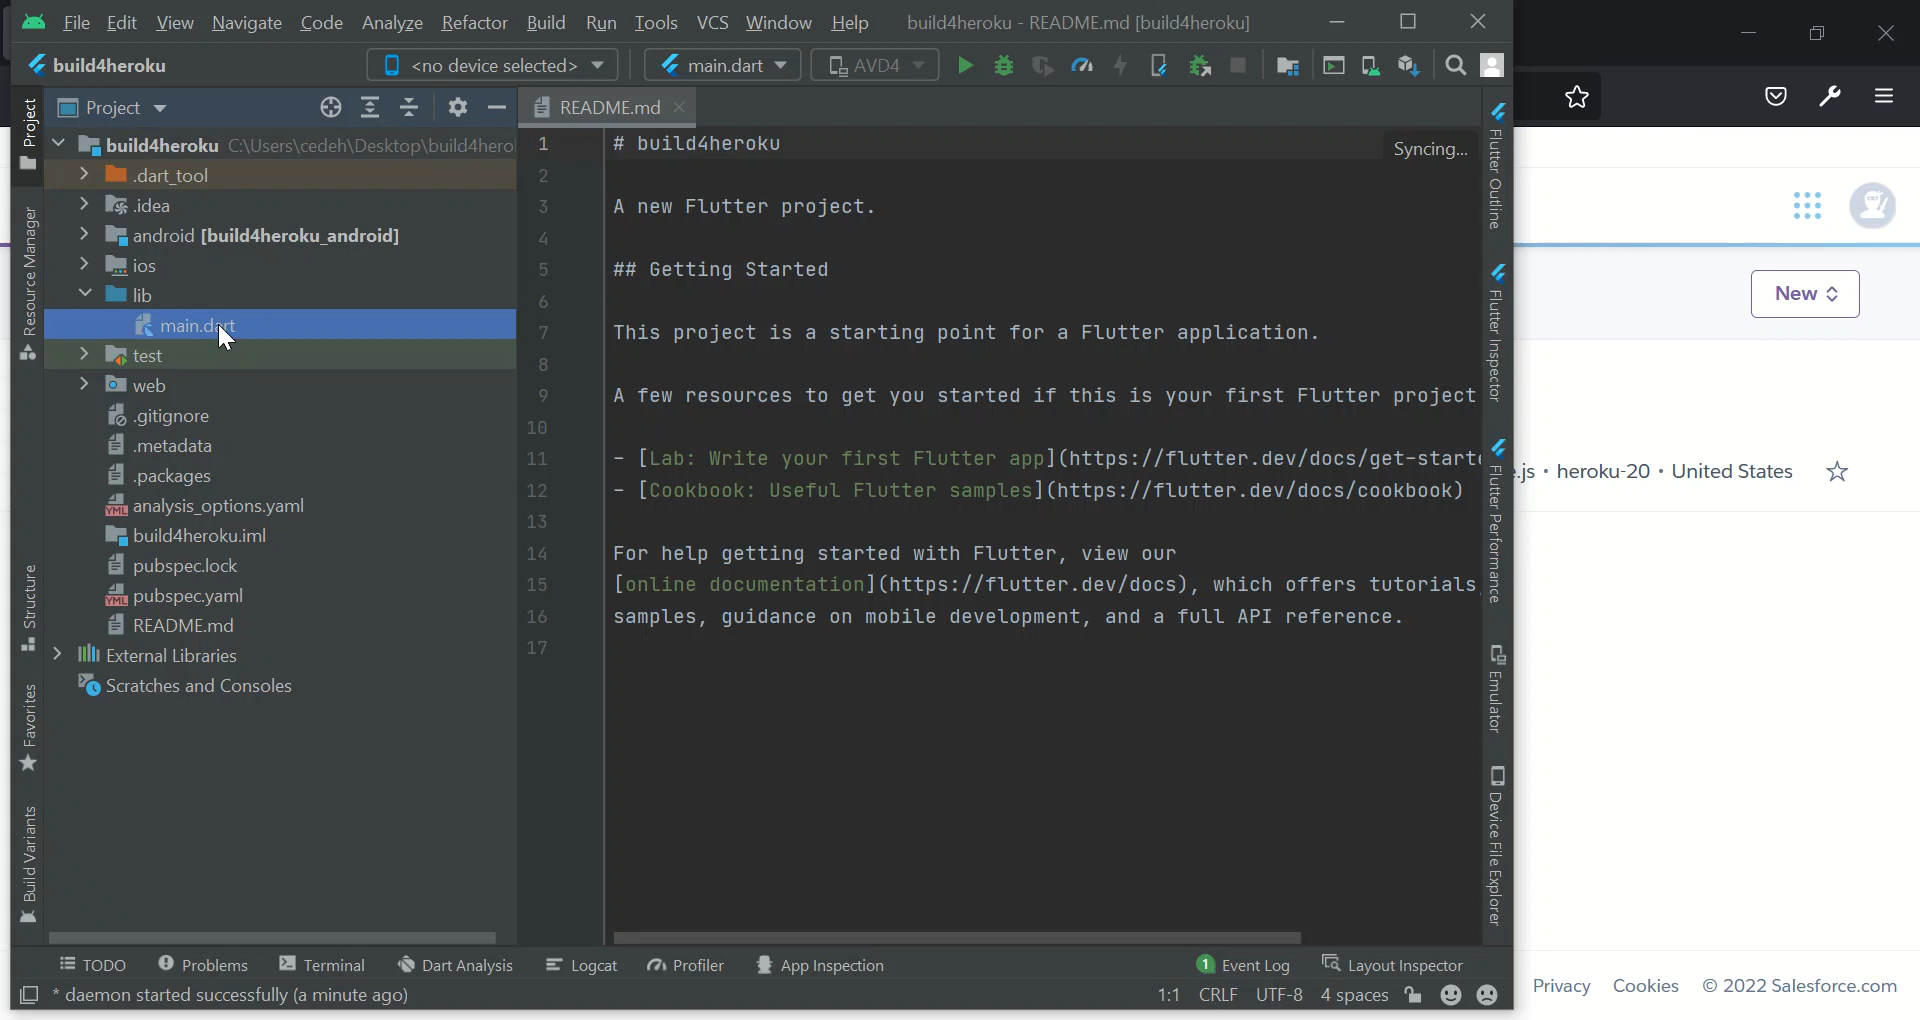 File Edit View Navigate Code Analyze Refactor Build Run Tools VCS Window Help build4heroku - README.md [build4heroku]
build4heroku <no device selected> main.dart AVD4
Project
README.md
build4heroku C:\Users\cedeh\Desktop\build4hero
.dart_tool
.idea
android [build4heroku_android]
ios
lib
main.dart
test
web
.gitignore
.metadata
.packages
analysis_options.yaml
build4heroku.iml
pubspec.lock
pubspec.yaml
README.md
External Libraries
Scratches and Consoles
Project
Resource Manager
Structure
Favorites
Build Variants
1 # build4heroku
2
3 A new Flutter project.
4
5 ## Getting Started
6
7 This project is a starting point for a Flutter application.
8
9 A few resources to get you started if this is your first Flutter project
10
11 - [Lab: Write your first Flutter app](https://flutter.dev/docs/get-starte
12 - [Cookbook: Useful Flutter samples](https://flutter.dev/docs/cookbook)
13
14 For help getting started with Flutter, view our
15 [online documentation](https://flutter.dev/docs), which offers tutorials,
16 samples, guidance on mobile development, and a full API reference.
17
Syncing...
Flutter Outline
Flutter Inspector
Flutter Performance
Emulator
Device File Explorer
TODO Problems Terminal Dart Analysis Logcat Profiler App Inspection 1 Event Log Layout Inspector
* daemon started successfully (a minute ago) 1:1 CRLF UTF-8 4 spaces
New
.js • heroku-20 • United States
Privacy Cookies © 2022 Salesforce.com